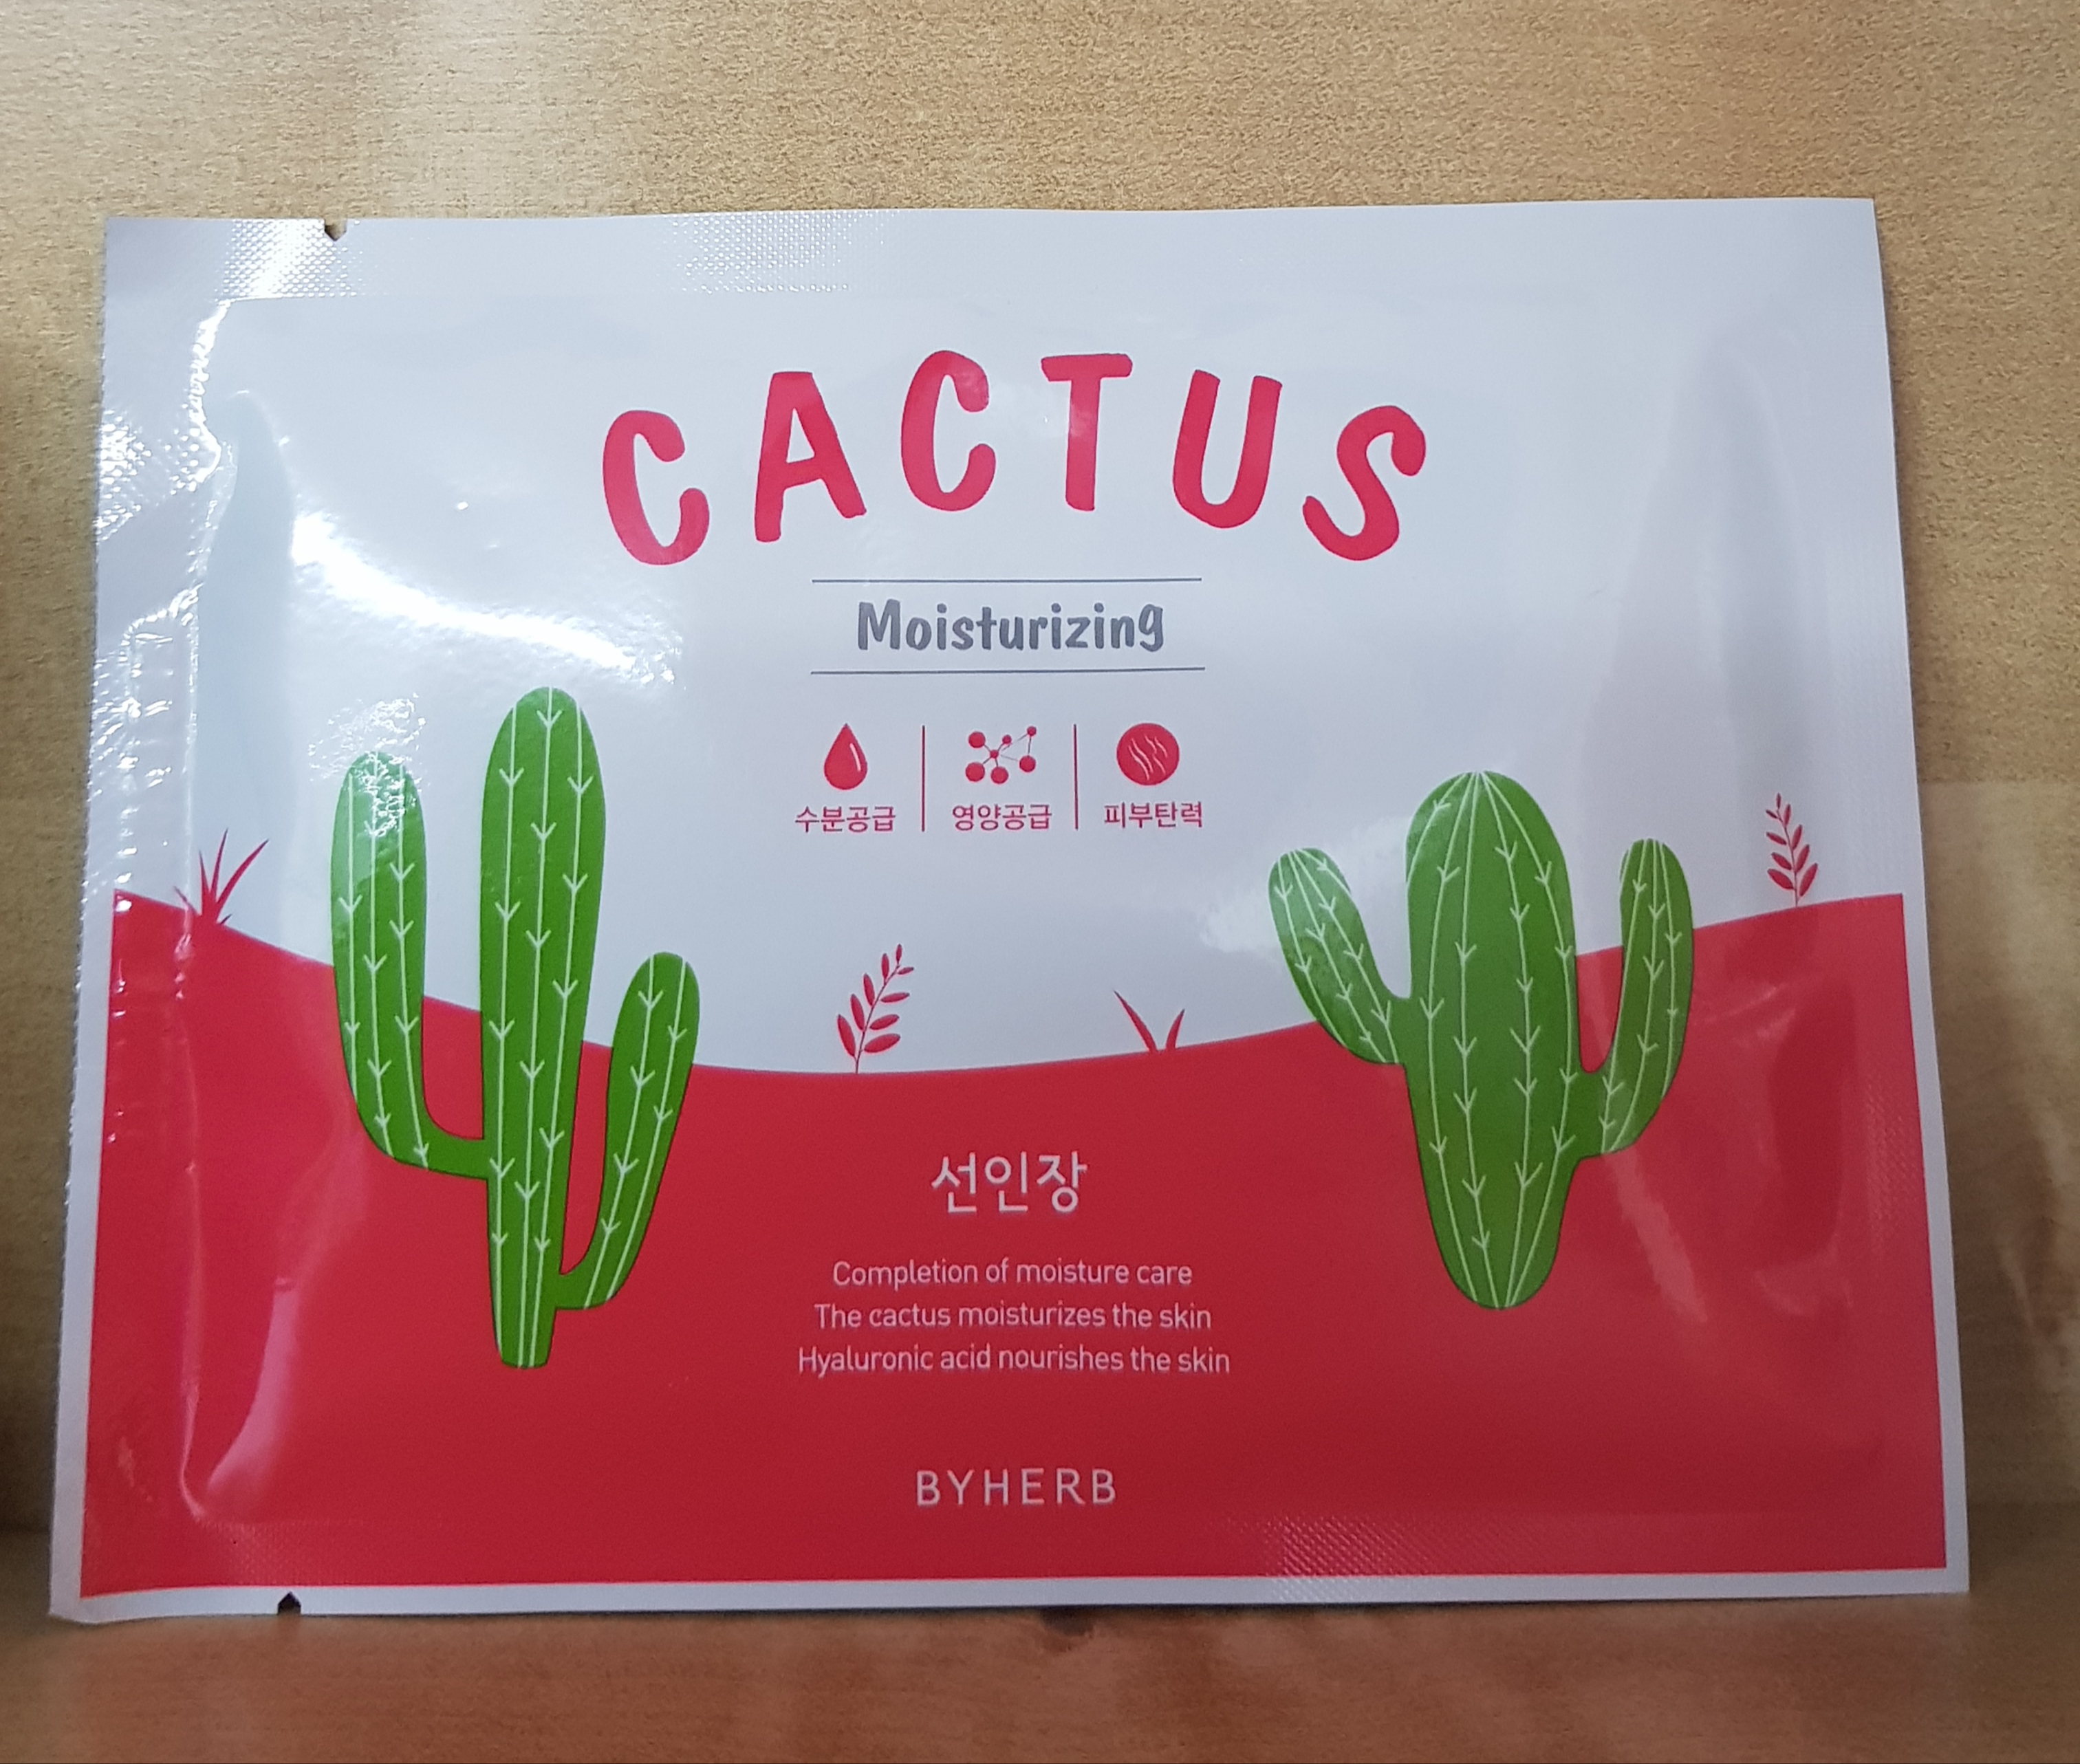 CACTUS
Moisturizing
수분공급 영양공급 피부탄력
선인장
Completion of moisture care
The cactus moisturizes the skin
Hyaluronic acid nourishes the skin
BYHERB